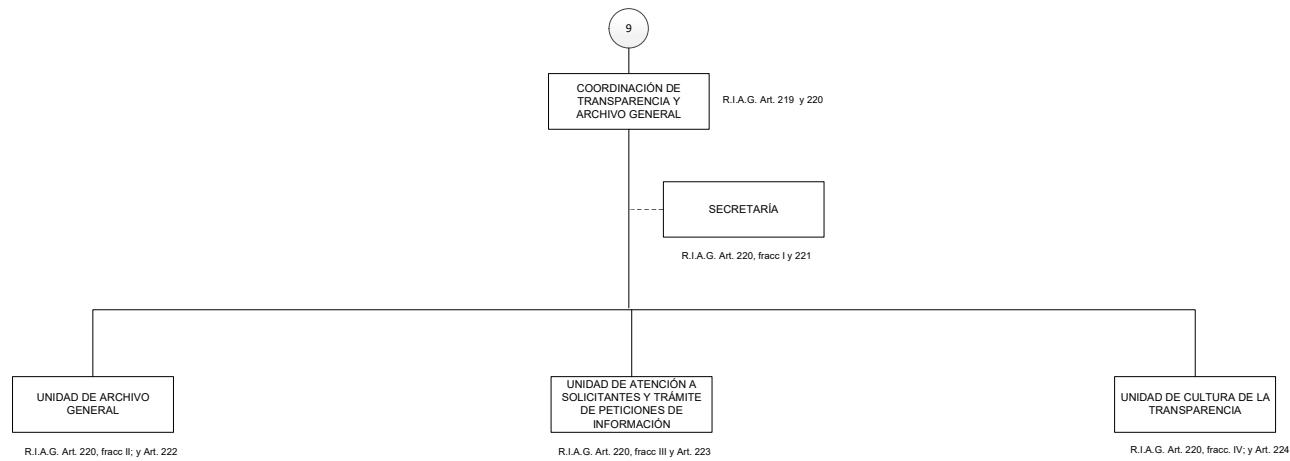 9
COORDINACIÓN DE
TRANSPARENCIA Y
ARCHIVO GENERAL
R.I.A.G. Art. 219 y 220
SECRETARÍA
R.I.A.G. Art. 220, fracc I y 221
UNIDAD DE ARCHIVO
GENERAL
R.I.A.G. Art. 220, fracc II; y Art. 222
UNIDAD DE ATENCIÓN A
SOLICITANTES Y TRÁMITE
DE PETICIONES DE
INFORMACIÓN
R.I.A.G. Art. 220, fracc III y Art. 223
UNIDAD DE CULTURA DE LA
TRANSPARENCIA
R.I.A.G. Art. 220, fracc. IV; y Art. 224